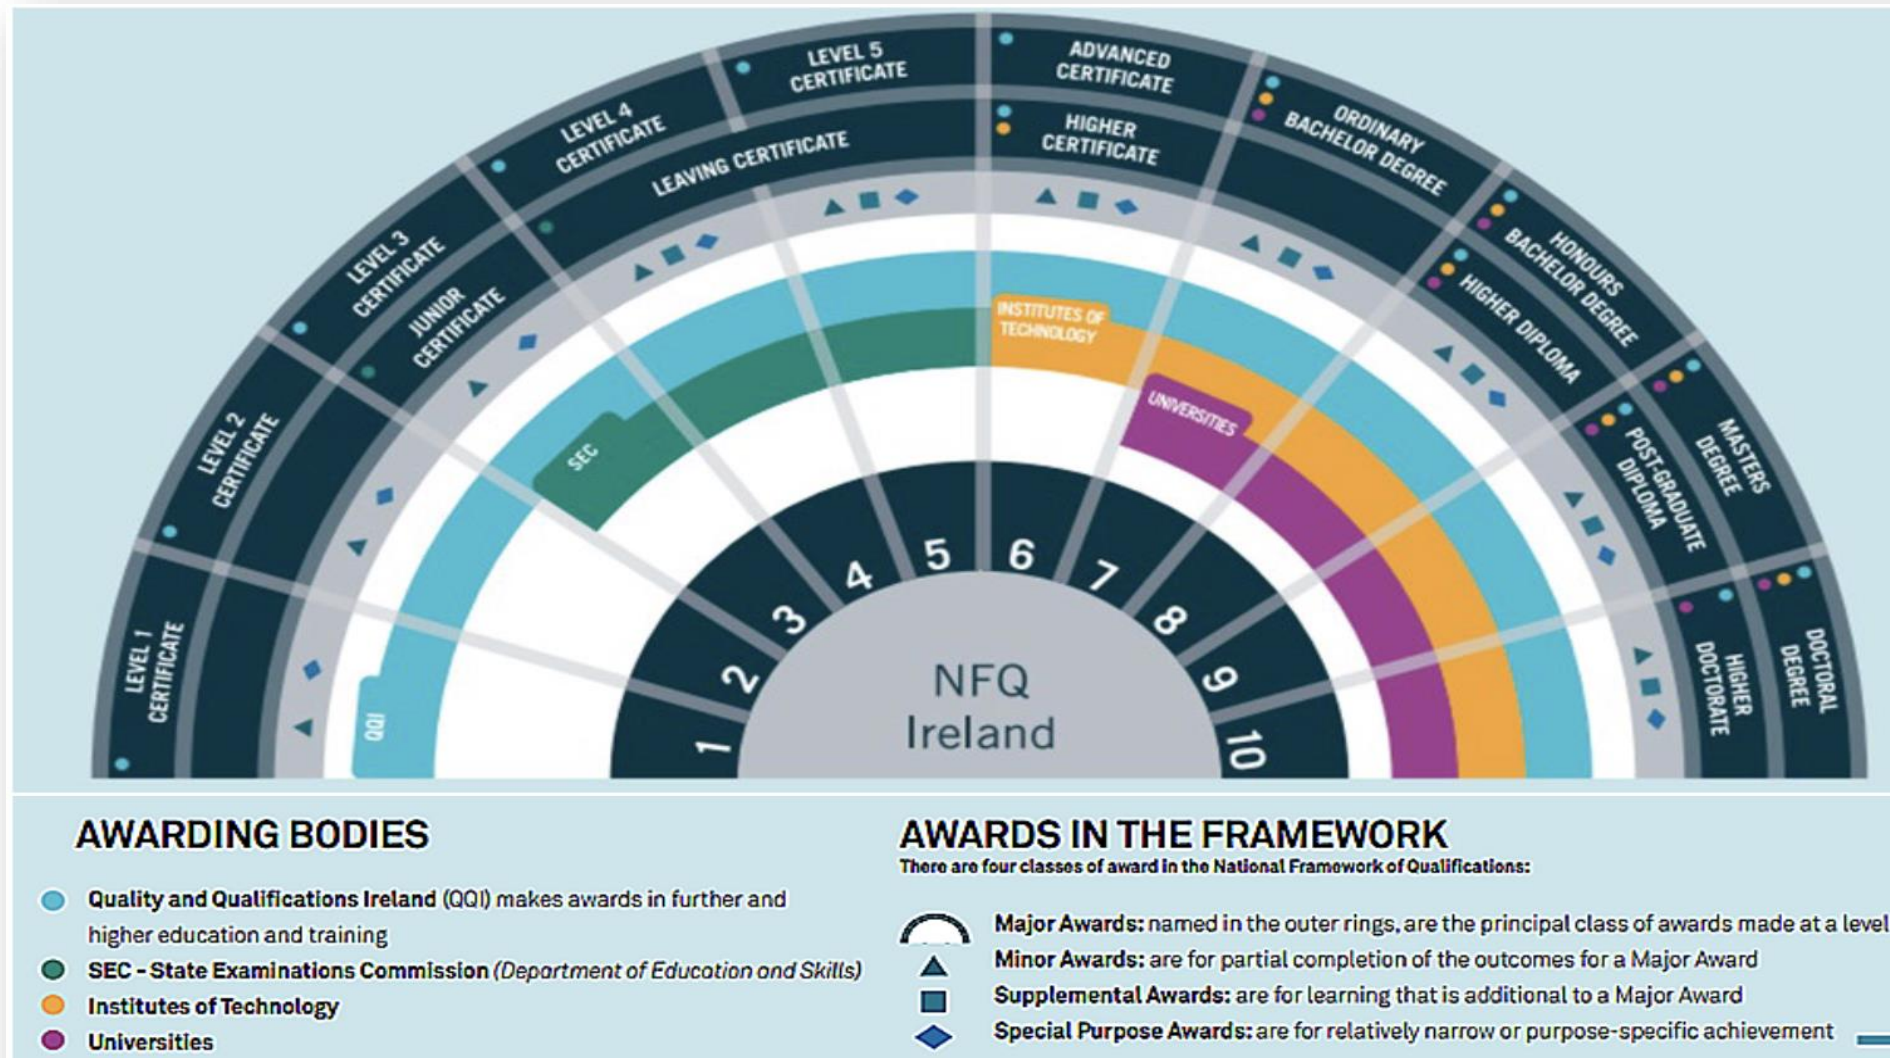 LEVEL 1
CERTIFICATE
LEVEL 2
CERTIFICATE
LEVEL 3
CERTIFICATE
JUNIOR
CERTIFICATE
LEVEL 4
CERTIFICATE
LEVEL 5
CERTIFICATE
LEAVING CERTIFICATE
ADVANCED
CERTIFICATE
HIGHER
CERTIFICATE
ORDINARY
BACHELOR DEGREE
HONOURS
BACHELOR DEGREE
HIGHER DIPLOMA
MASTERS
DEGREE
POST-GRADUATE
DIPLOMA
DOCTORAL
DEGREE
HIGHER
DOCTORATE
QQI
SEC
INSTITUTES OF
TECHNOLOGY
UNIVERSITIES
1
2
3
4
5
6
7
8
9
10
NFQ
Ireland
AWARDING BODIES
Quality and Qualifications Ireland (QQI) makes awards in further and
higher education and training
SEC - State Examinations Commission (Department of Education and Skills)
Institutes of Technology
Universities
AWARDS IN THE FRAMEWORK
There are four classes of award in the National Framework of Qualifications:
Major Awards: named in the outer rings, are the principal class of awards made at a level
Minor Awards: are for partial completion of the outcomes for a Major Award
Supplemental Awards: are for learning that is additional to a Major Award
Special Purpose Awards: are for relatively narrow or purpose-specific achievement